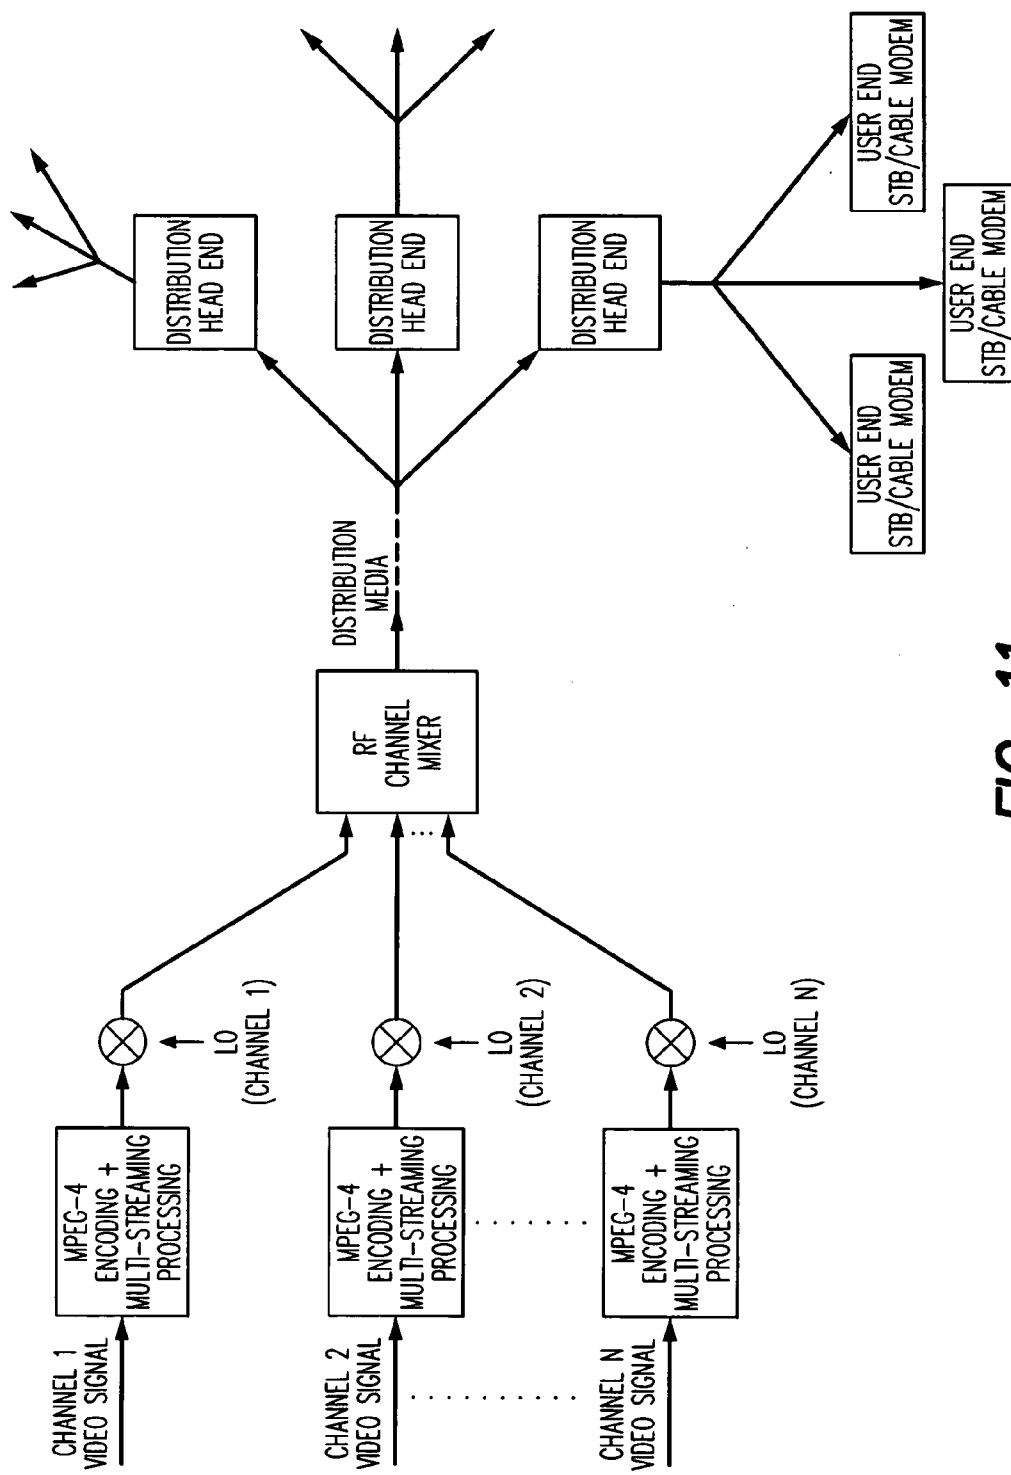 CHANNEL 1
VIDEO SIGNAL
MPEG-4
ENCODING +
MULTI-STREAMING
PROCESSING
LO
(CHANNEL 1)
CHANNEL 2
VIDEO SIGNAL
MPEG-4
ENCODING +
MULTI-STREAMING
PROCESSING
LO
(CHANNEL 2)
CHANNEL N
VIDEO SIGNAL
MPEG-4
ENCODING +
MULTI-STREAMING
PROCESSING
LO
(CHANNEL N)
RF
CHANNEL
MIXER
DISTRIBUTION
MEDIA
DISTRIBUTION
HEAD END
DISTRIBUTION
HEAD END
DISTRIBUTION
HEAD END
USER END
STB/CABLE MODEM
USER END
STB/CABLE MODEM
USER END
STB/CABLE MODEM
FIG. 11